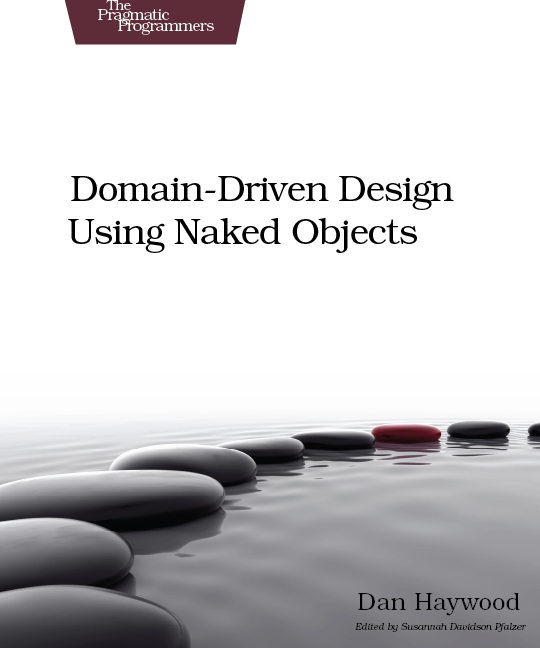 The
Pragmatic
Programmers
Domain-Driven Design
Using Naked Objects
Dan Haywood
Edited by Susannah Davidson Pfalzer